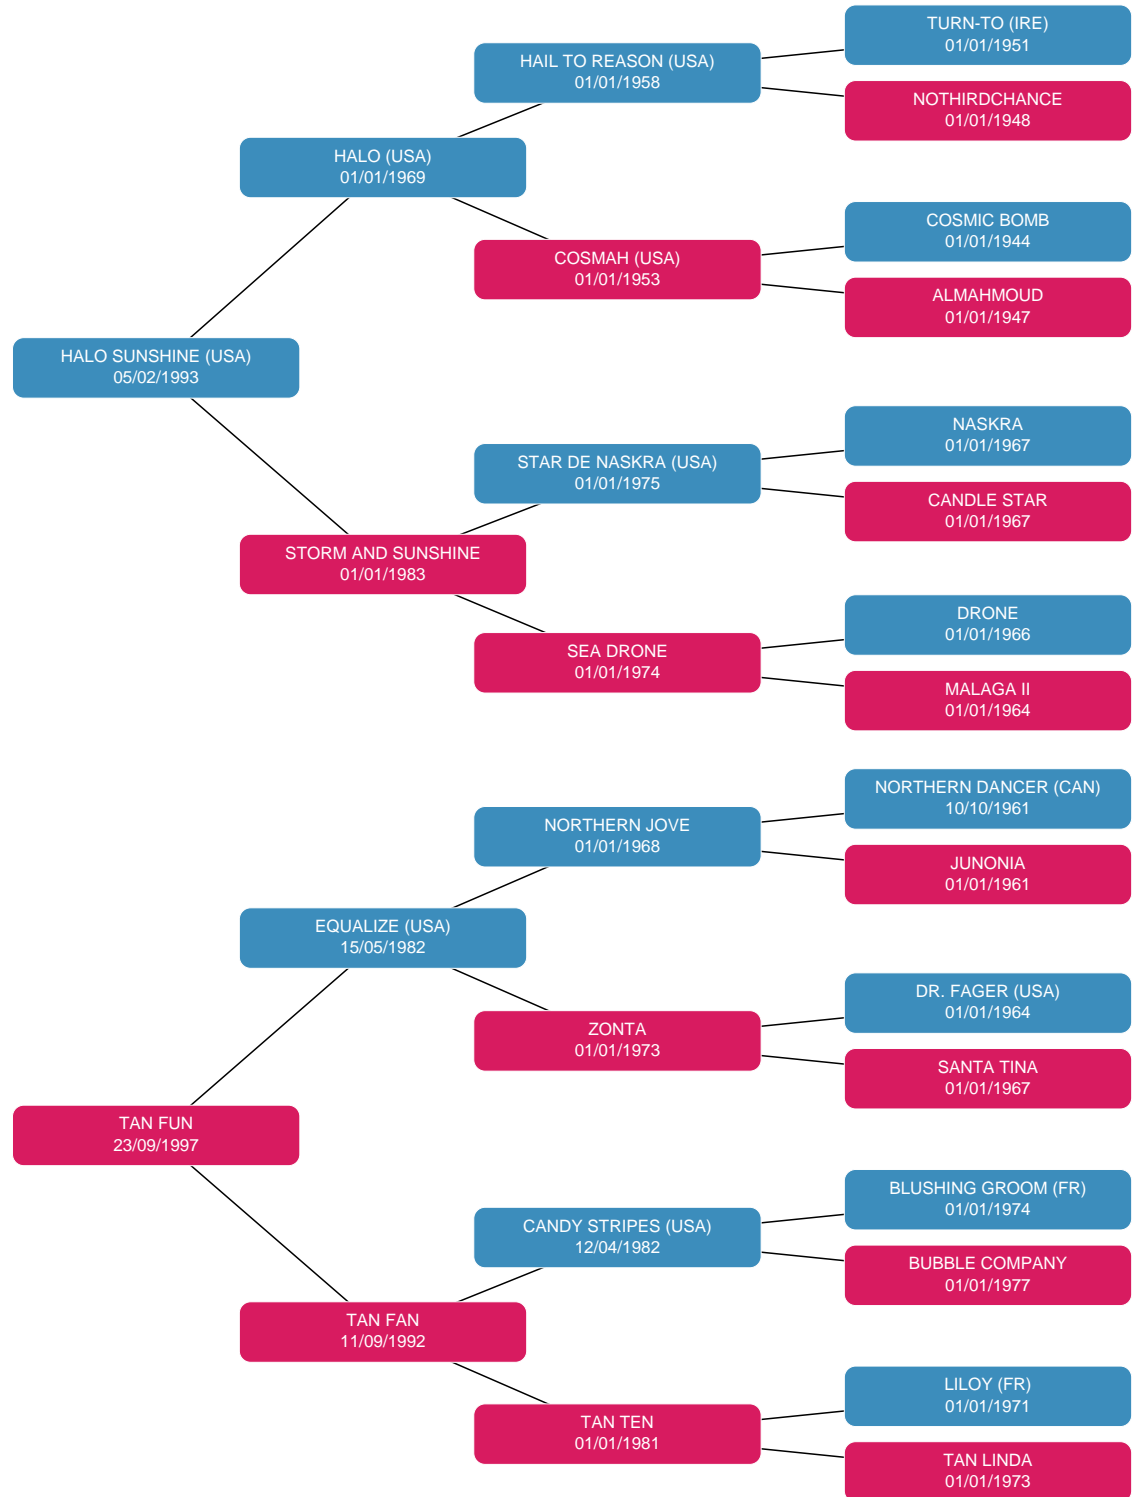 TURN-TO (IRE)
01/01/1951
HAIL TO REASON (USA)
01/01/1958
NOTHIRDCHANCE
01/01/1948
HALO (USA)
01/01/1969
COSMIC BOMB
01/01/1944
COSMAH (USA)
01/01/1953
ALMAHMOUD
01/01/1947
HALO SUNSHINE (USA)
05/02/1993
NASKRA
01/01/1967
STAR DE NASKRA (USA)
01/01/1975
CANDLE STAR
01/01/1967
STORM AND SUNSHINE
01/01/1983
DRONE
01/01/1966
SEA DRONE
01/01/1974
MALAGA II
01/01/1964
NORTHERN DANCER (CAN)
10/10/1961
NORTHERN JOVE
01/01/1968
JUNONIA
01/01/1961
EQUALIZE (USA)
15/05/1982
DR. FAGER (USA)
01/01/1964
ZONTA
01/01/1973
SANTA TINA
01/01/1967
TAN FUN
23/09/1997
BLUSHING GROOM (FR)
01/01/1974
CANDY STRIPES (USA)
12/04/1982
BUBBLE COMPANY
01/01/1977
TAN FAN
11/09/1992
LILOY (FR)
01/01/1971
TAN TEN
01/01/1981
TAN LINDA
01/01/1973